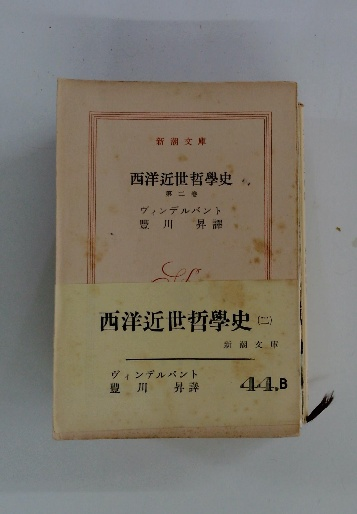 新潮文庫
西洋近世哲學史
第二卷
ヴィンデルバント
豐川昇譯
西洋近世哲學史 (二)
新潮文庫
ヴィンデルバント
豐川昇譯
44.B